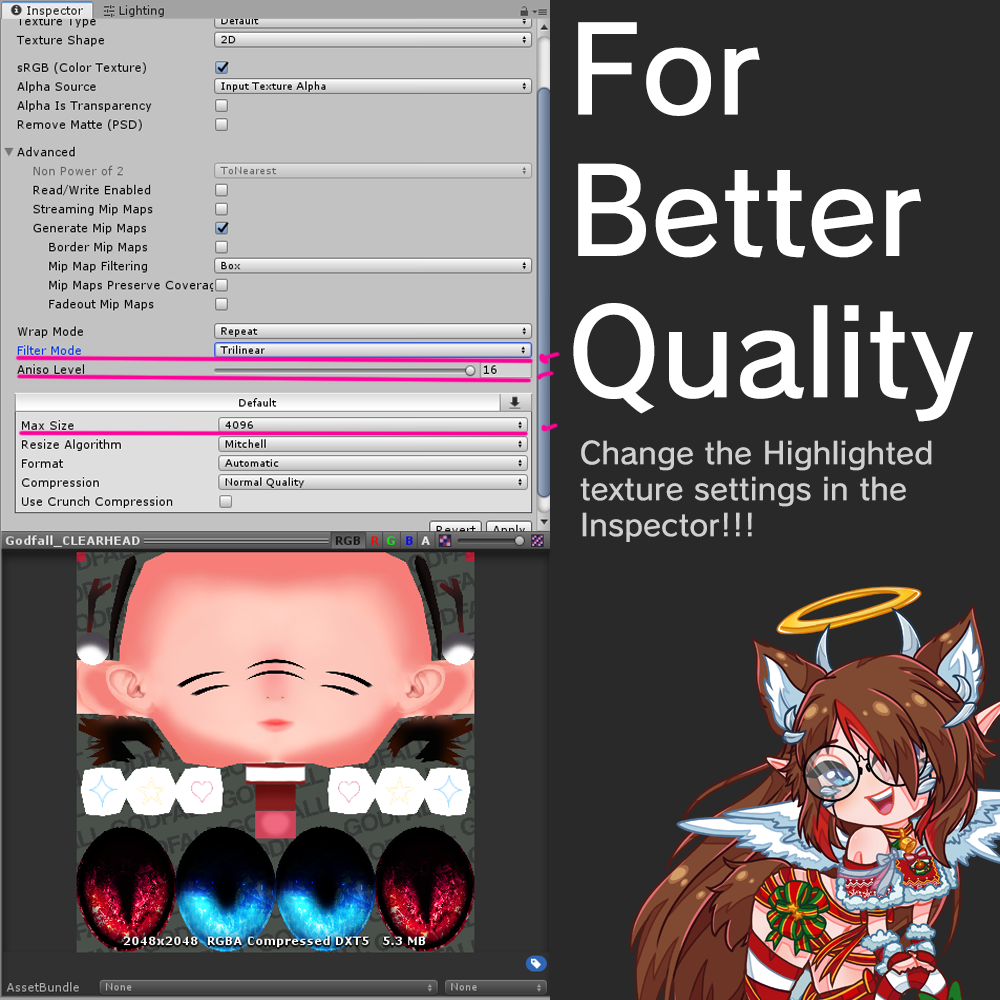 Inspector
Lighting
Texture Type
Default
Texture Shape
2D
sRGB (Color Texture)
Alpha Source
Input Texture Alpha
Alpha Is Transparency
Remove Matte (PSD)
Advanced
Non Power of 2
ToNearest
Read/Write Enabled
Streaming Mip Maps
Generate Mip Maps
Border Mip Maps
Mip Map Filtering
Box
Mip Maps Preserve Coverag
Fadeout Mip Maps
Wrap Mode
Repeat
Filter Mode
Trilinear
Aniso Level
16
Default
Max Size
4096
Resize Algorithm
Mitchell
Format
Automatic
Compression
Normal Quality
Use Crunch Compression
Revert
Apply
Godfall_CLEARHEAD
RGB
R
G
B
A
2048x2048 RGBA Compressed DXT5 5.3 MB
AssetBundle
None
None
For
Better
Quality
Change the Highlighted
texture settings in the
Inspector!!!